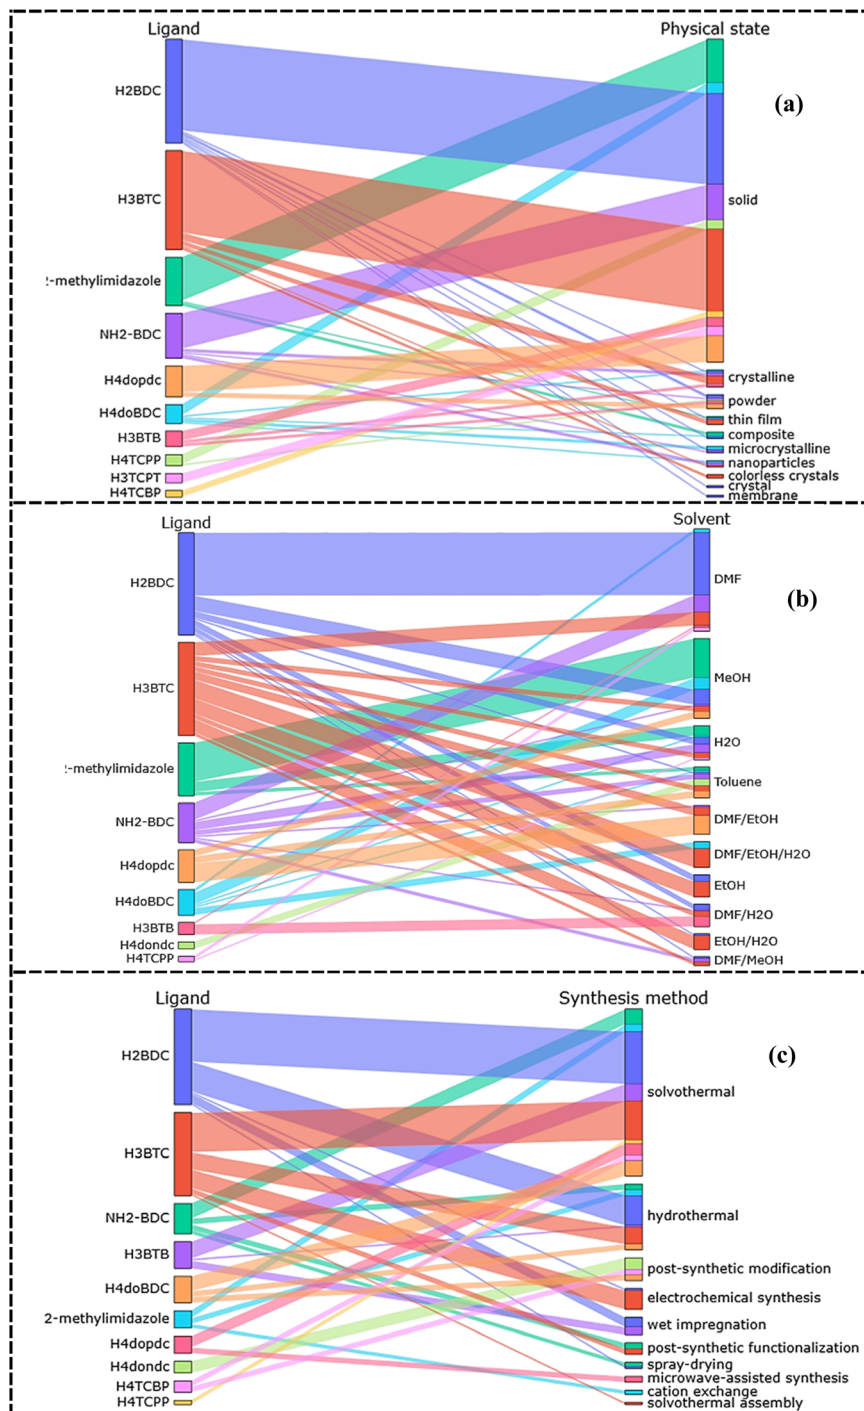 Ligand
Physical state
H2BDC
(a)
H3BTC
solid
2-methylimidazole
NH2-BDC
H4dopdc
crystalline
powder
H4doBDC
thin film
H3BTB
composite
microcrystalline
H4TCPP
nanoparticles
H3TCPT
colorless crystals
crystal
H4TCBP
membrane
Ligand
Solvent
H2BDC
DMF
(b)
H3BTC
MeOH
H2O
2-methylimidazole
Toluene
NH2-BDC
DMF/EtOH
H4dopdc
DMF/EtOH/H2O
EtOH
H4doBDC
DMF/H2O
H3BTB
EtOH/H2O
H4dondc
H4TCPP
DMF/MeOH
Ligand
Synthesis method
H2BDC
(c)
solvothermal
H3BTC
NH2-BDC
hydrothermal
H3BTB
post-synthetic modification
H4doBDC
electrochemical synthesis
2-methylimidazole
wet impregnation
H4dopdc
post-synthetic functionalization
spray-drying
H4dondc
microwave-assisted synthesis
H4TCBP
cation exchange
H4TCPP
solvothermal assembly